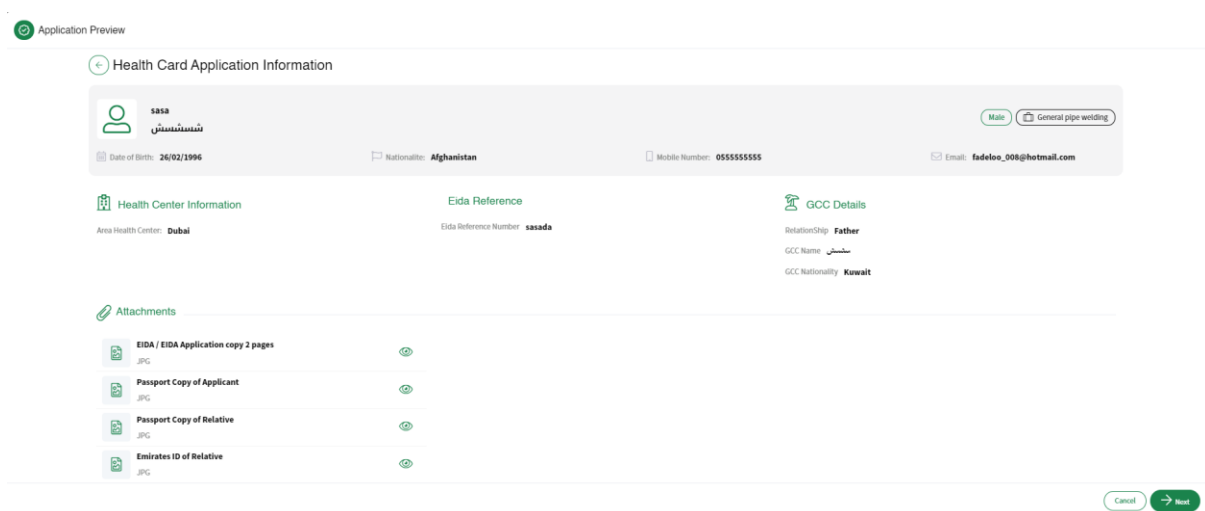 Application Preview
Health Card Application Information
sasa
شسشسش
Male
General pipe welding
Date of Birth: 26/02/1996
Nationalite: Afghanistan
Mobile Number: 0555555555
Email: fadeloo_008@hotmail.com
Health Center Information
Area Health Center: Dubai
Eida Reference
Eida Reference Number sasada
GCC Details
RelationShip Father
GCC Name
GCC Nationality Kuwait
Attachments
EIDA / EIDA Application copy 2 pages
JPG
Passport Copy of Applicant
JPG
Passport Copy of Relative
JPG
Emirates ID of Relative
JPG
Cancel
Next